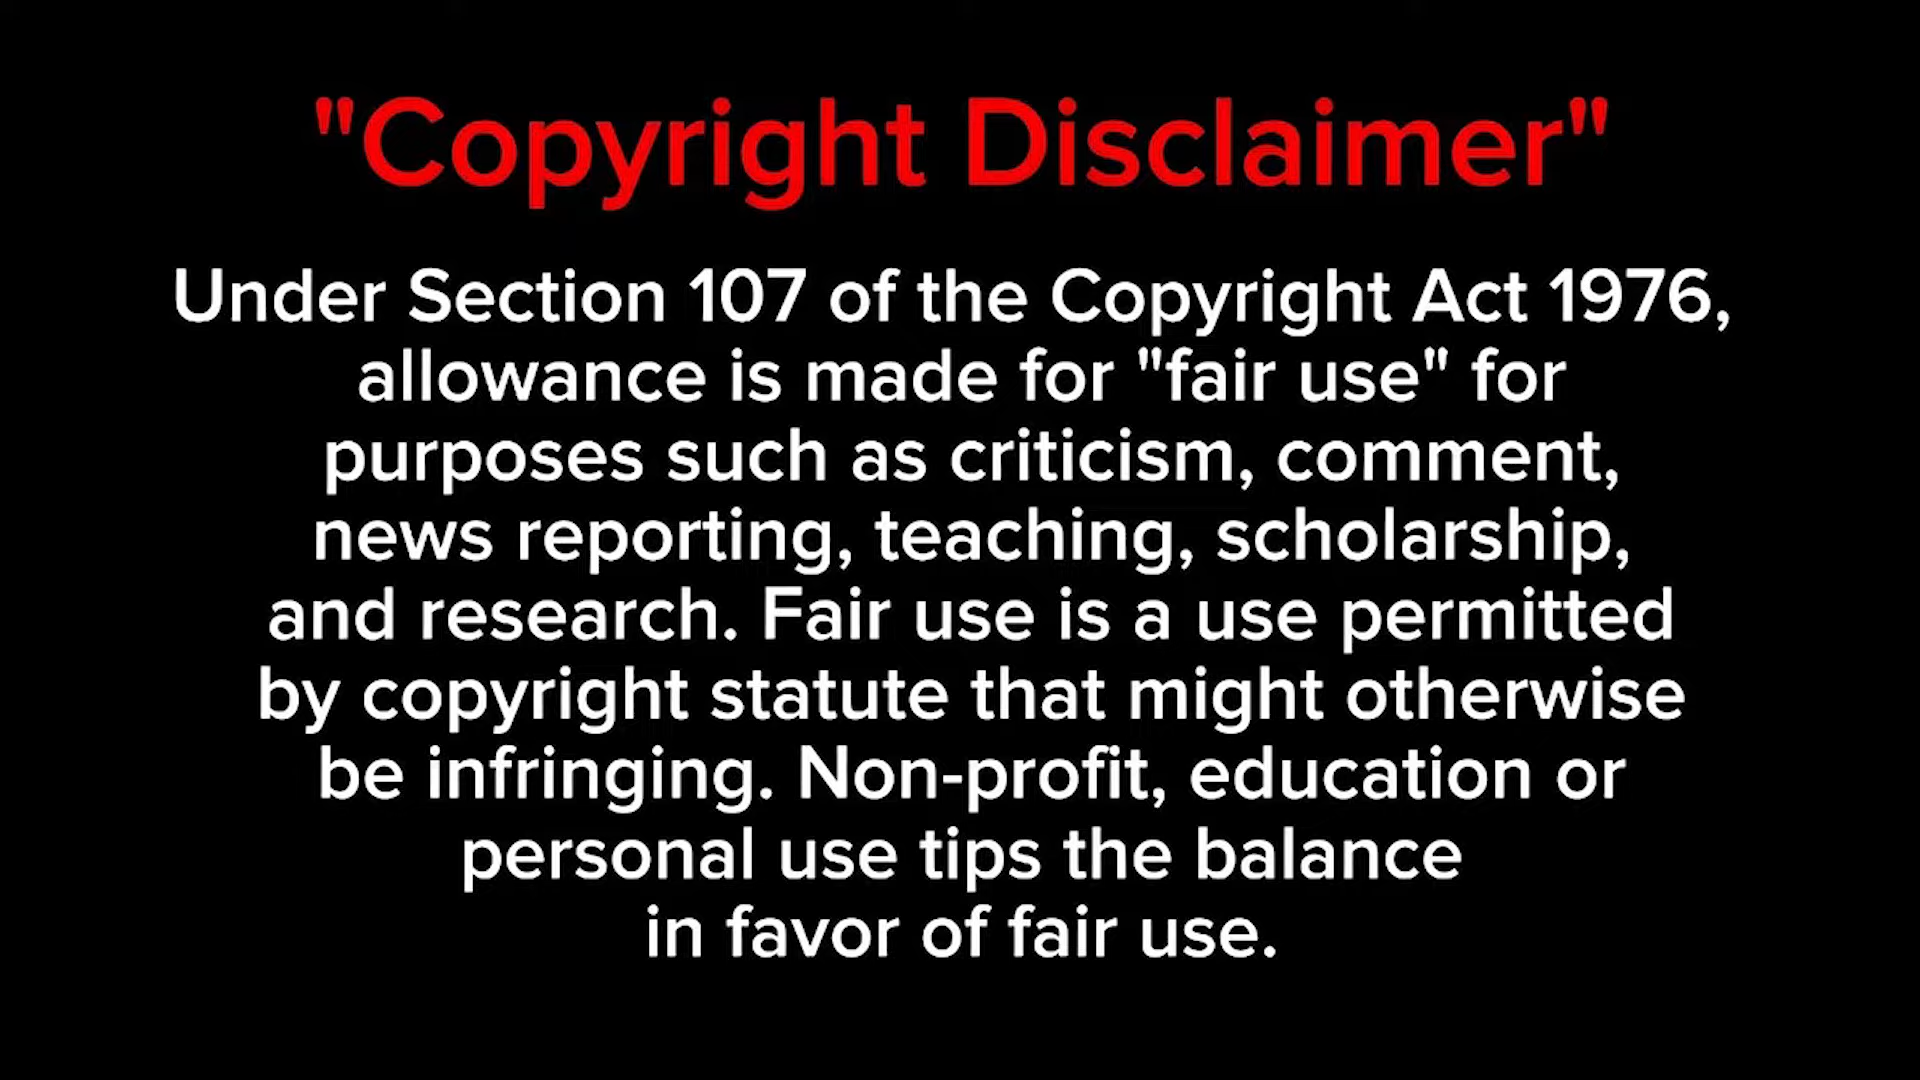 "Copyright Disclaimer"
Under Section 107 of the Copyright Act 1976,
allowance is made for "fair use" for
purposes such as criticism, comment,
news reporting, teaching, scholarship,
and research. Fair use is a use permitted
by copyright statute that might otherwise
be infringing. Non-profit, education or
personal use tips the balance
in favor of fair use.